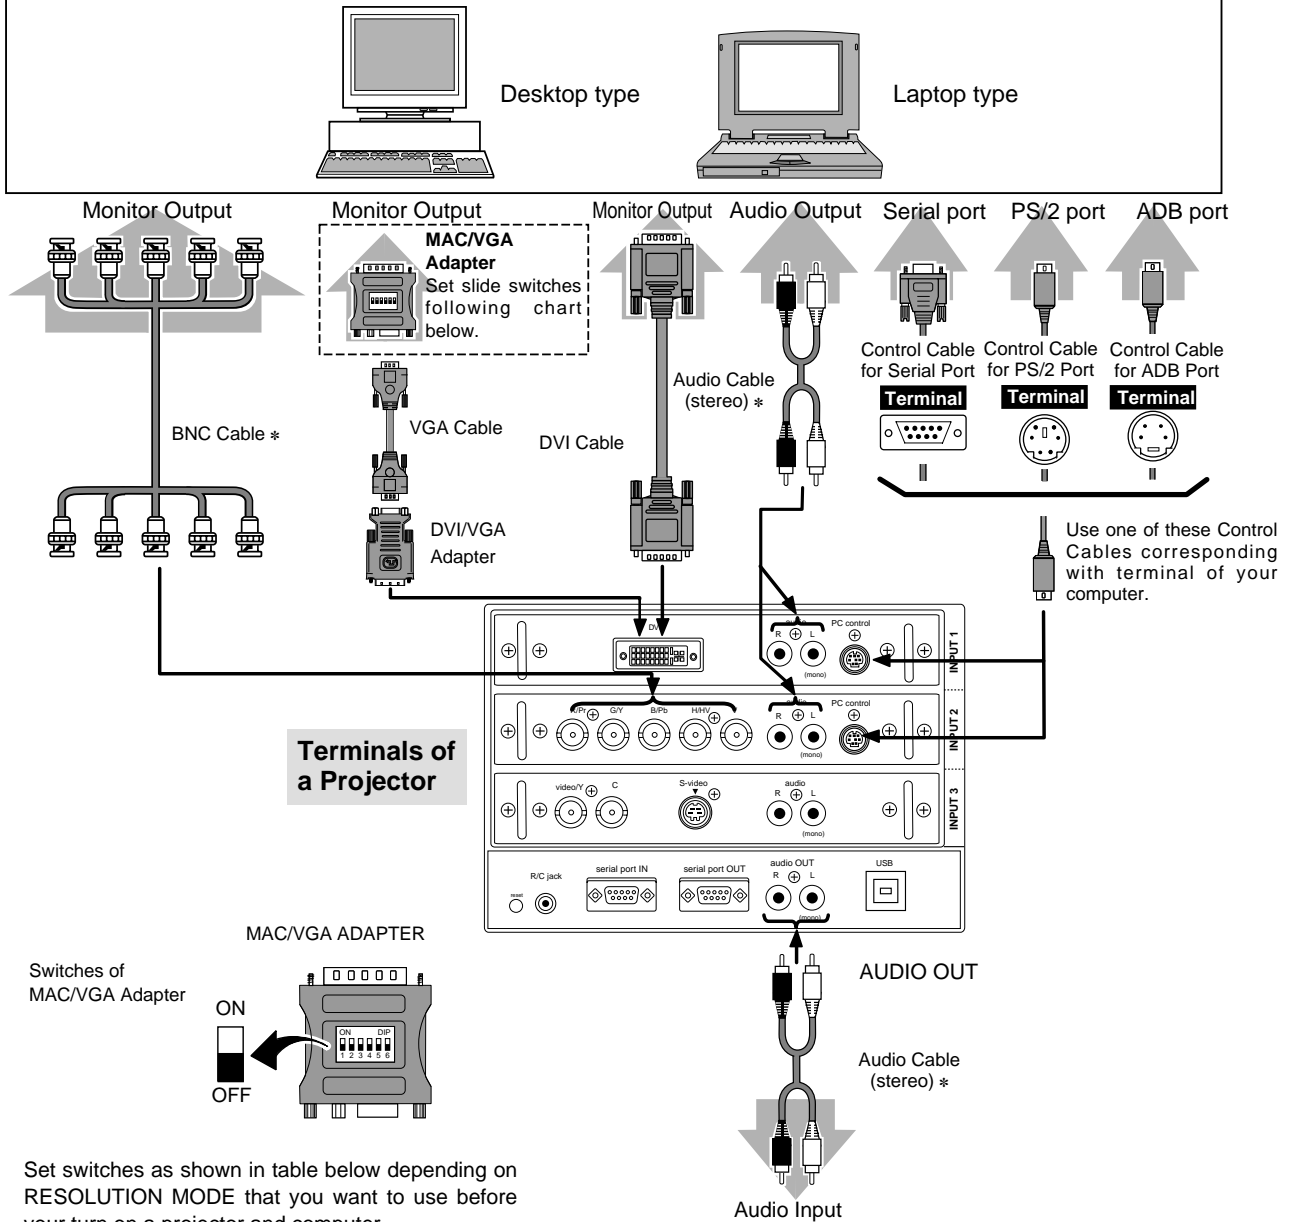 Desktop type
Laptop type
Monitor Output
Monitor Output
Monitor Output
Audio Output
Serial port
PS/2 port
ADB port
MAC/VGA
Adapter
Set slide switches
following chart
below.
Control Cable
for Serial Port
Control Cable
for PS/2 Port
Control Cable
for ADB Port
Terminal
Terminal
Terminal
Audio Cable
(stereo) *
BNC Cable *
VGA Cable
DVI Cable
DVI/VGA
Adapter
Use one of these Control
Cables corresponding
with terminal of your
computer.
R L
(mono)
PC control
INPUT 1
R/Pr G/Y B/Pb H/HV
R L
(mono)
PC control
INPUT 2
Terminals of
a Projector
video/Y C
S-video
audio
R L
(mono)
INPUT 3
reset
R/C jack
serial port IN
serial port OUT
audio OUT
R L
(mono)
USB
MAC/VGA ADAPTER
Switches of
MAC/VGA Adapter
ON
OFF
ON DIP
1 2 3 4 5 6
AUDIO OUT
Audio Cable
(stereo) *
Audio Input
Set switches as shown in table below depending on
RESOLUTION MODE that you want to use before
your turn on a projector and computer